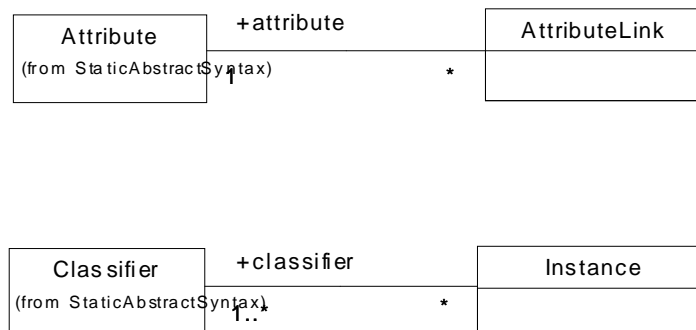 Attribute
(from StaticAbstractSyntax)
+attribute
1
*
AttributeLink
Classifier
(from StaticAbstractSyntax)
+classifier
1..*
*
Instance